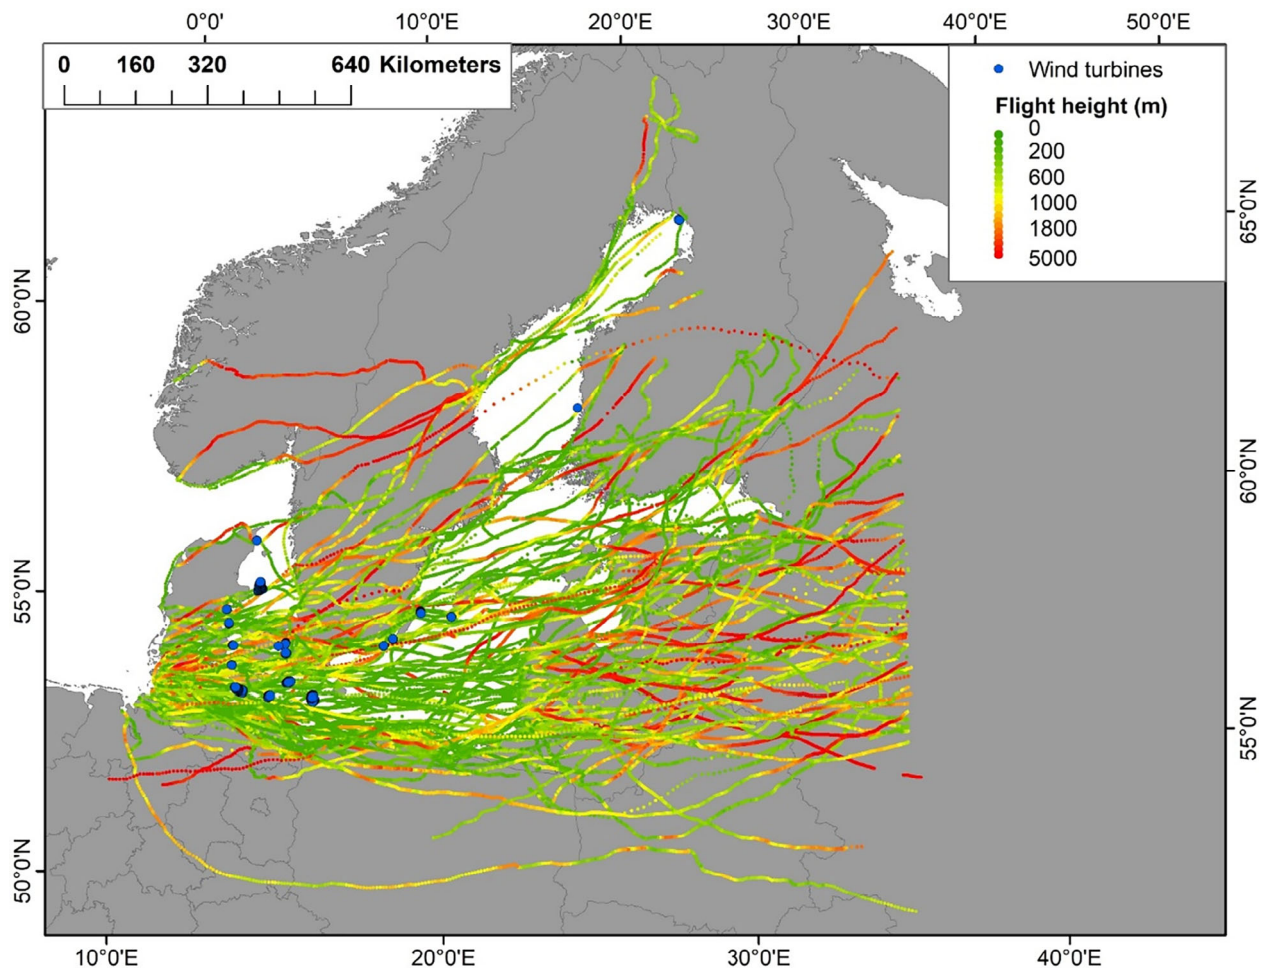 0°0' 10°0'E 20°0'E 30°0'E 40°0'E 50°0'E
0 160 320 640 Kilometers
Wind turbines
Flight height (m)
0
200
600
1000
1800
5000
60°0'N
55°0'N
50°0'N
65°0'N
60°0'N
55°0'N
10°0'E 20°0'E 30°0'E 40°0'E